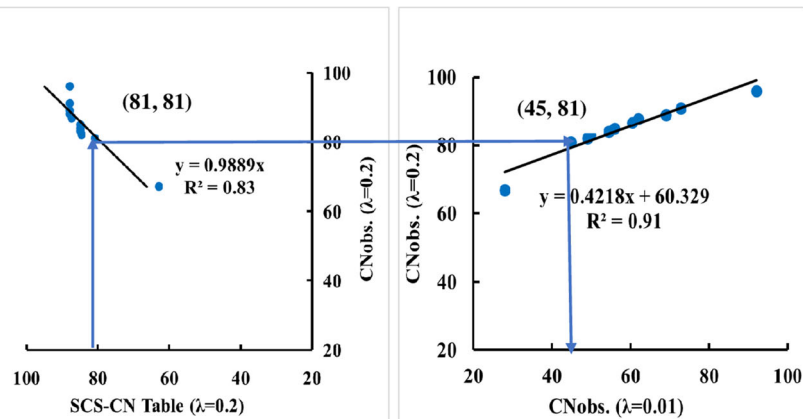 100
80
60
40
20
CNobs. (λ=0.2)
(81, 81)
y = 0.9889x
R² = 0.83
100 80 60 40 20
SCS-CN Table (λ=0.2)
100
80
60
40
20
CNobs. (λ=0.2)
(45, 81)
y = 0.4218x + 60.329
R² = 0.91
20 40 60 80 100
CNobs. (λ=0.01)